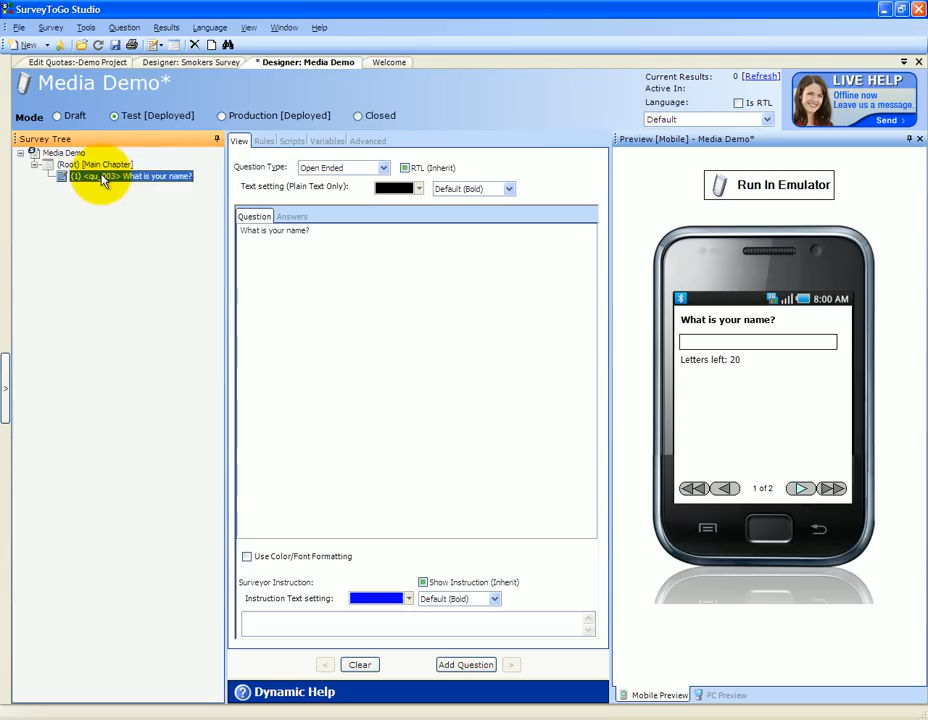 SurveyToGo Studio
File Survey Tools Question Results Language View Window Help
New
Edit Quotas:-Demo Project Designer: Smokers Survey * Designer: Media Demo Welcome
Media Demo*
Mode Draft Test [Deployed] Production [Deployed] Closed
Current Results: 0 [Refresh]
Active In:
Language: Is RTL
Default
LIVE HELP
Offline now
Leave us a message.
Send >
Survey Tree
Media Demo
(Root) [Main Chapter]
(1) <qu_003> What is your name?
View Rules Scripts Variables Advanced
Question Type: Open Ended RTL (Inherit)
Text setting (Plain Text Only): Default (Bold)
Question Answers
What is your name?
Use Color/Font Formatting
Surveyor Instruction: Show Instruction (Inherit)
Instruction Text setting: Default (Bold)
< Clear Add Question >
Dynamic Help
Preview [Mobile] - Media Demo*
Run In Emulator
8:00 AM
What is your name?
Letters left: 20
1 of 2
Mobile Preview PC Preview